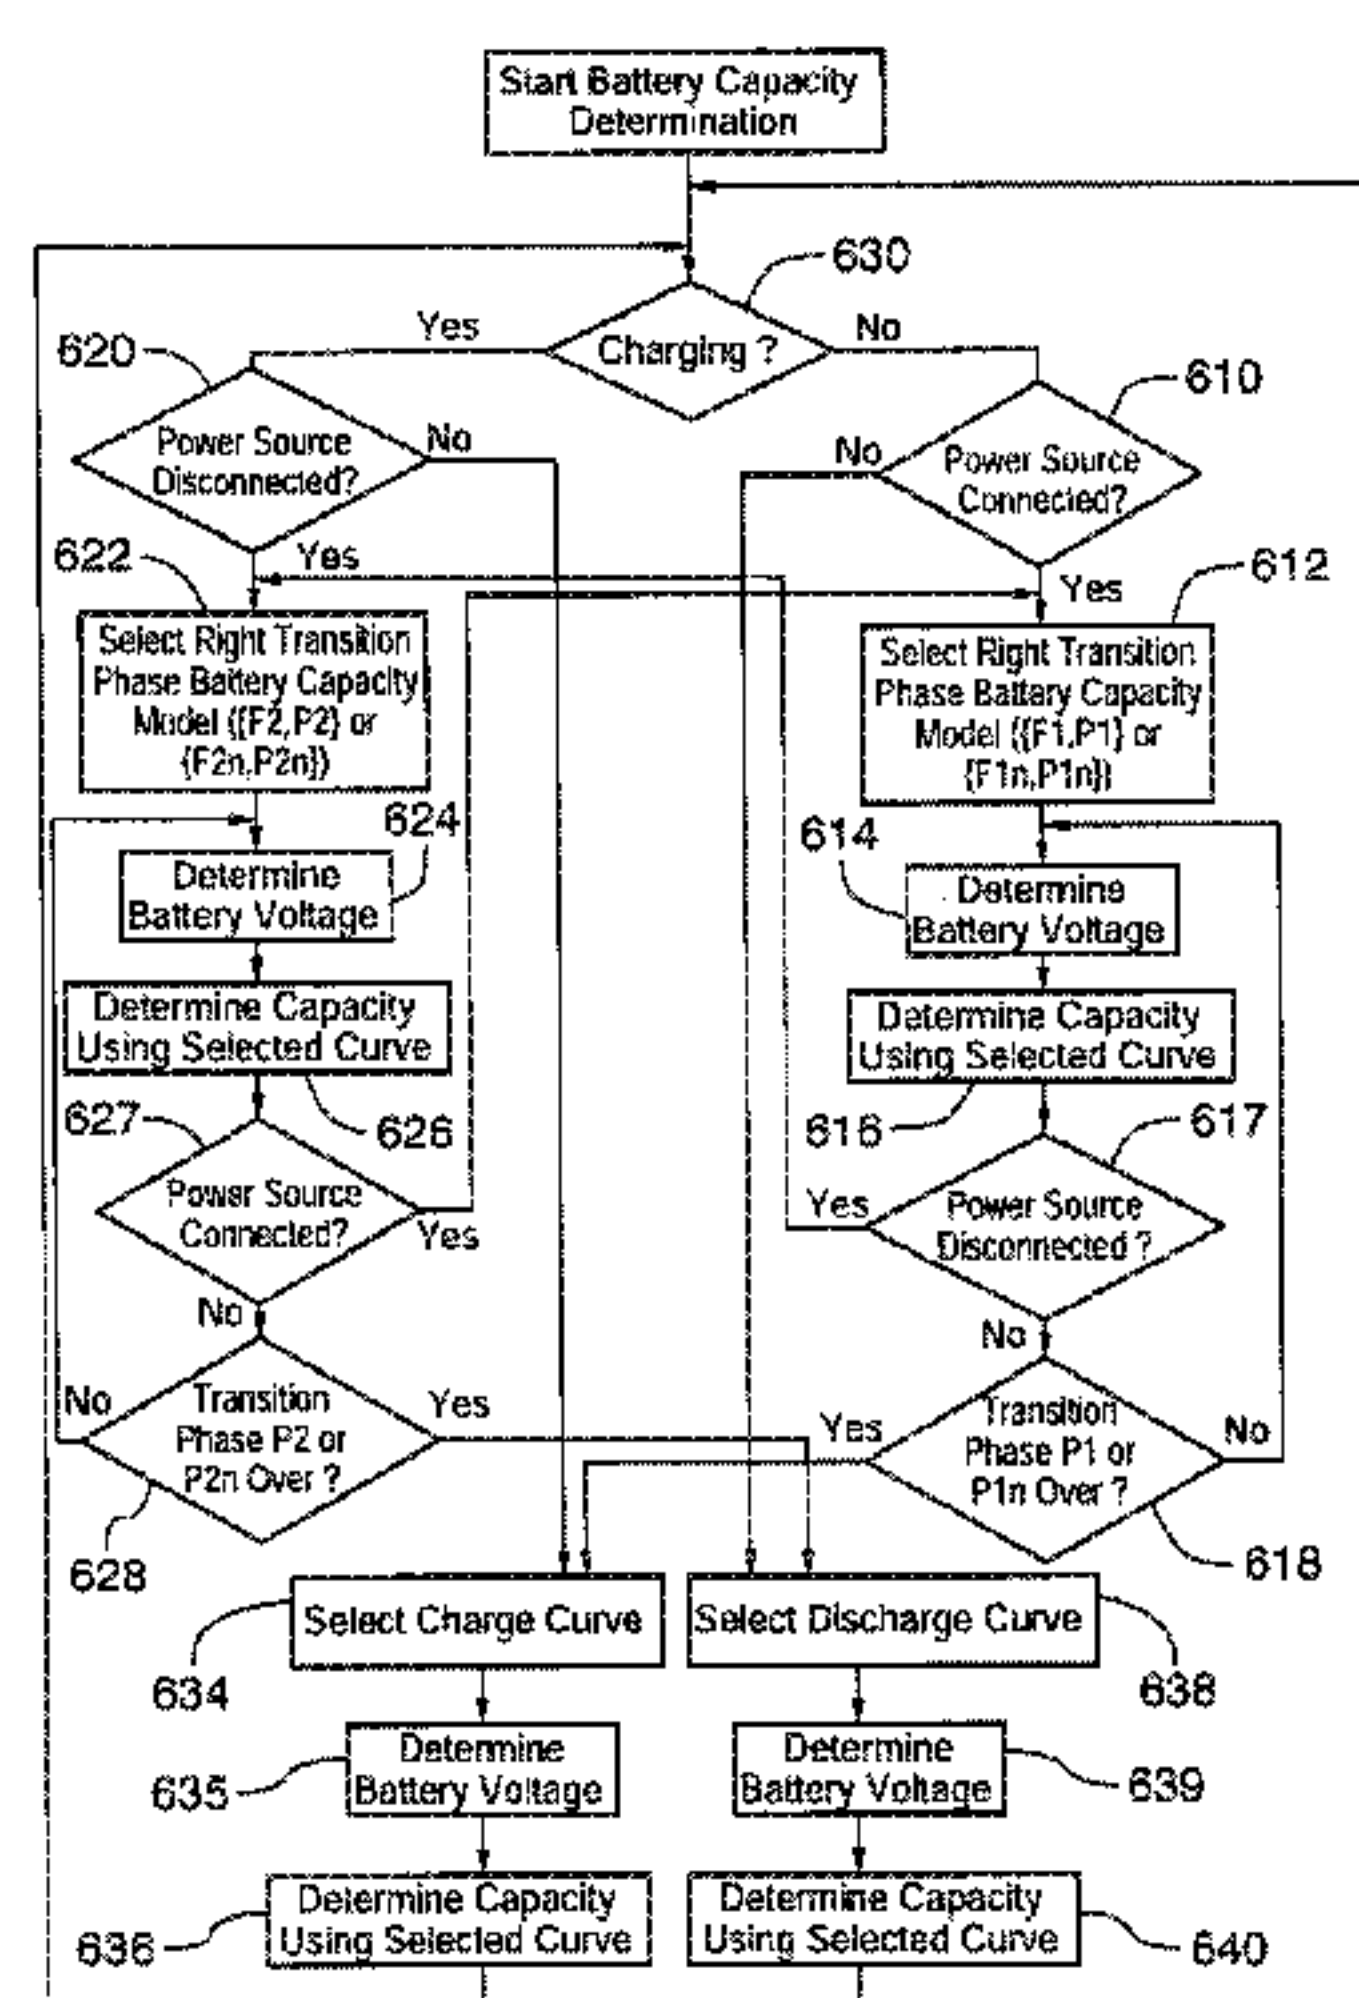 Start Battery Capacity
Determination
630
Charging ?
Yes
No
620
Power Source
Disconnected?
No
Yes
610
Power Source
Connected?
No
Yes
622
Select Right Transition
Phase Battery Capacity
Model ({F2,P2} or
{F2n,P2n})
612
Select Right Transition
Phase Battery Capacity
Model ({F1,P1} or
{F1n,P1n})
624
Determine
Battery Voltage
614
Determine
Battery Voltage
Determine Capacity
Using Selected Curve
626
Determine Capacity
Using Selected Curve
616
627
Power Source
Connected?
Yes
No
617
Power Source
Disconnected ?
Yes
No
Transition
Phase P2 or
P2n Over ?
No
Yes
628
Transition
Phase P1 or
P1n Over ?
Yes
No
618
Select Charge Curve
634
Select Discharge Curve
638
Determine
Battery Voltage
635
Determine
Battery Voltage
639
Determine Capacity
Using Selected Curve
636
Determine Capacity
Using Selected Curve
640